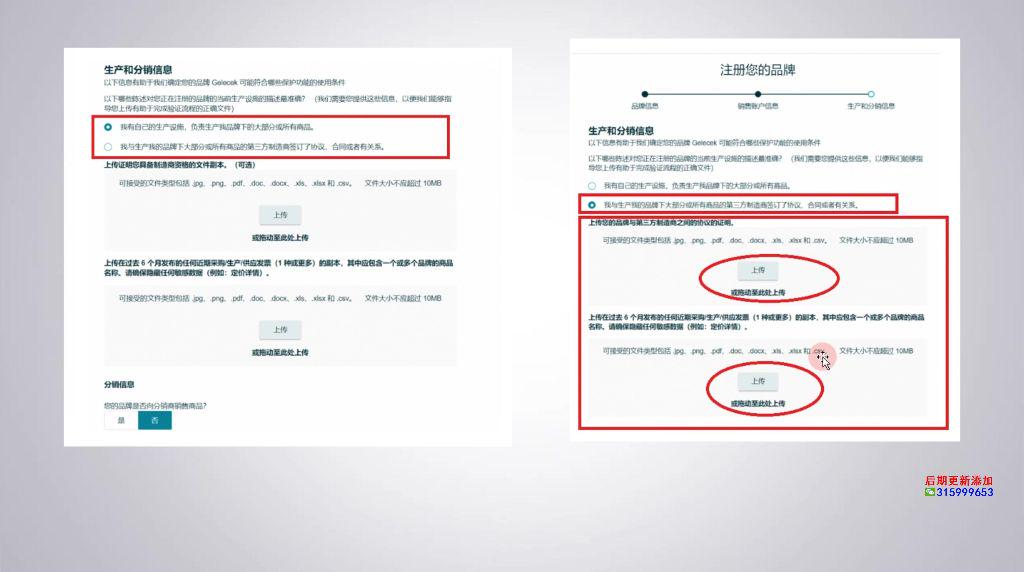 生产和分销信息
以下信息有助于我们确定您的品牌 Gelecek 可能符合哪些保护功能的使用条件
以下哪些陈述对您正在注册的品牌的当前生产设施的描述最准确？（我们需要您提供这些信息，以便我们能够指
导您上传有助于完成验证流程的正确文件）
我有自己的生产设施，负责生产我品牌下的大部分或所有商品。
我与生产我的品牌下大部分或所有商品的第三方制造商签订了协议、合同或者有关系。
上传证明您具备制造商资格的文件副本。（可选）
可接受的文件类型包括 .jpg、.png、.pdf、.doc、.docx、.xls、.xlsx 和 .csv。 文件大小不应超过 10MB
上传
或拖动至此处上传
上传在过去 6 个月发布的任何近期采购/生产/供应发票（1 种或更多）的副本，其中应包含一个或多个品牌的商品
名称。请确保隐藏任何敏感数据（例如：定价详情）。
可接受的文件类型包括 .jpg、.png、.pdf、.doc、.docx、.xls、.xlsx 和 .csv。 文件大小不应超过 10MB
上传
或拖动至此处上传
分销信息
您的品牌是否向分销商销售商品？
是 否
注册您的品牌
品牌信息 销售账户信息 生产和分销信息
生产和分销信息
以下信息有助于我们确定您的品牌 Gelecek 可能符合哪些保护功能的使用条件
以下哪些陈述对您正在注册的品牌的当前生产设施的描述最准确？（我们需要您提供这些信息，以便我们能够指
导您上传有助于完成验证流程的正确文件）
我有自己的生产设施，负责生产我品牌下的大部分或所有商品。
我与生产我的品牌下大部分或所有商品的第三方制造商签订了协议、合同或者有关系。
上传您的品牌与第三方制造商之间的协议的证明。
可接受的文件类型包括 .jpg、.png、.pdf、.doc、.docx、.xls、.xlsx 和 .csv。 文件大小不应超过 10MB
上传
或拖动至此处上传
上传在过去 6 个月发布的任何近期采购/生产/供应发票（1 种或更多）的副本，其中应包含一个或多个品牌的商品
名称。请确保隐藏任何敏感数据（例如：定价详情）。
可接受的文件类型包括 .jpg、.png、.pdf、.doc、.docx、.xls、.xlsx 和 .csv。 文件大小不应超过 10MB
上传
或拖动至此处上传
后期更新添加
315999653